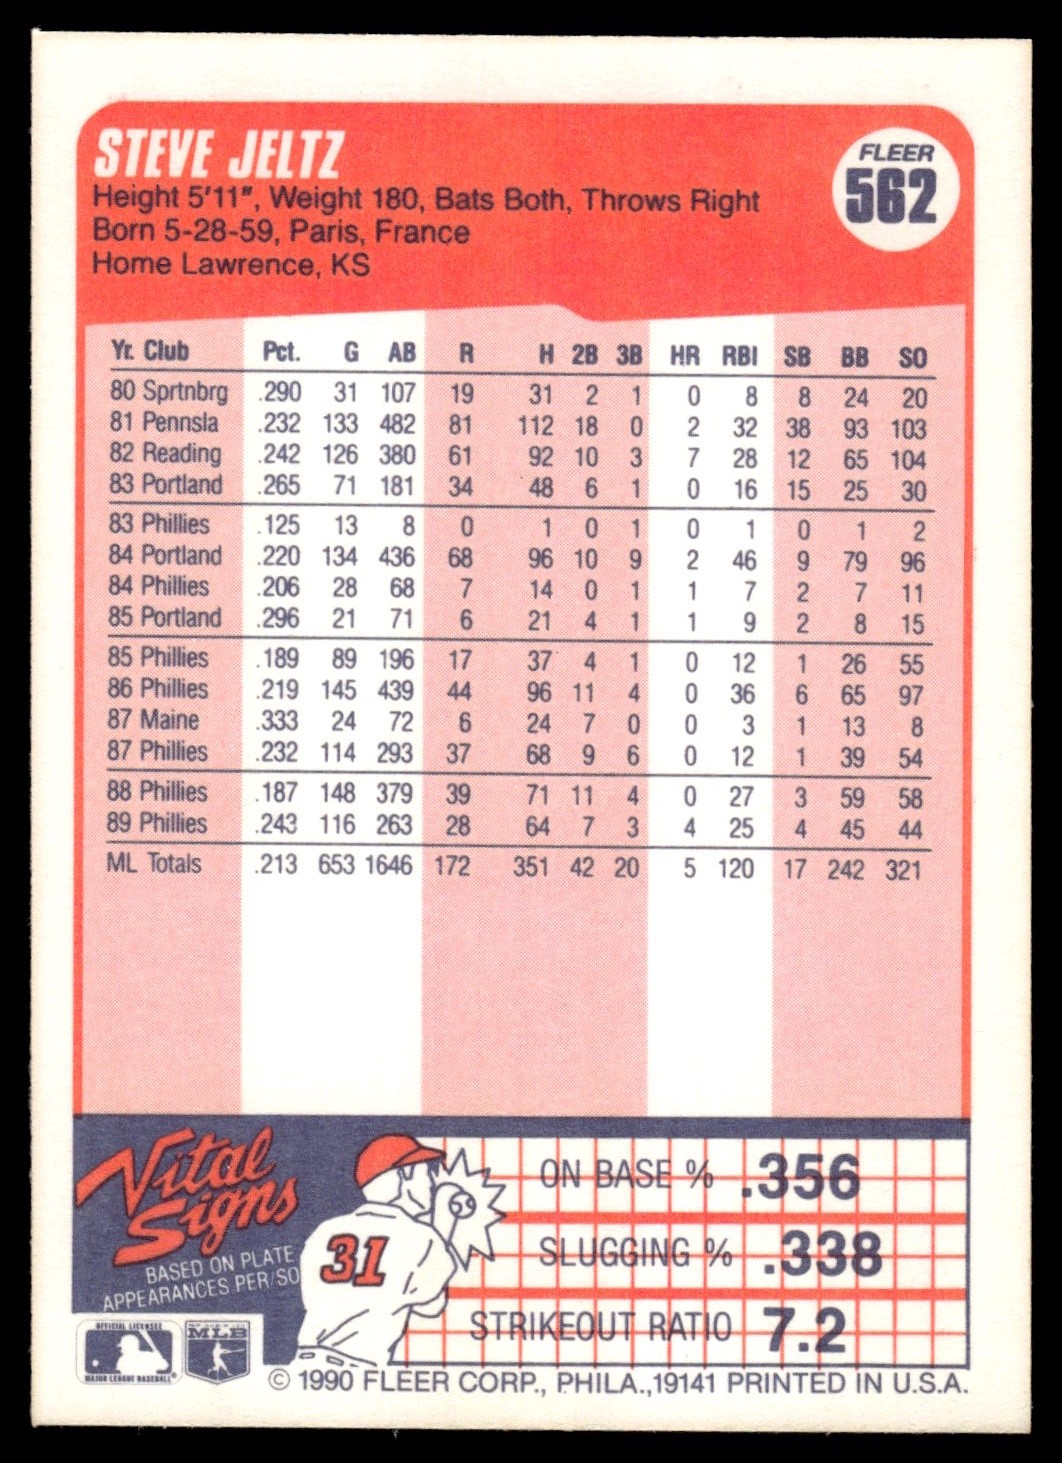 STEVE JELTZ
Height 5'11", Weight 180, Bats Both, Throws Right
Born 5-28-59, Paris, France
Home Lawrence, KS
FLEER
562
Yr. Club Pct. G AB R H 2B 3B HR RBI SB BB SO
80 Sprtnbrg .290 31 107 19 31 2 1 0 8 8 24 20
81 Pennsla .232 133 482 81 112 18 0 2 32 38 93 103
82 Reading .242 126 380 61 92 10 3 7 28 12 65 104
83 Portland .265 71 181 34 48 6 1 0 16 15 25 30
83 Phillies .125 13 8 0 1 0 1 0 1 0 1 2
84 Portland .220 134 436 68 96 10 9 2 46 9 79 96
84 Phillies .206 28 68 7 14 0 1 1 7 2 7 11
85 Portland .296 21 71 6 21 4 1 1 9 2 8 15
85 Phillies .189 89 196 17 37 4 1 0 12 1 26 55
86 Phillies .219 145 439 44 96 11 4 0 36 6 65 97
87 Maine .333 24 72 6 24 7 0 0 3 1 13 8
87 Phillies .232 114 293 37 68 9 6 0 12 1 39 54
88 Phillies .187 148 379 39 71 11 4 0 27 3 59 58
89 Phillies .243 116 263 28 64 7 3 4 25 4 45 44
ML Totals .213 653 1646 172 351 42 20 5 120 17 242 321
Vital
Signs
BASED ON PLATE
APPEARANCES PER/SO
31
ON BASE % .356
SLUGGING % .338
STRIKEOUT RATIO 7.2
OFFICIAL LICENSEE
MAJOR LEAGUE BASEBALL®
MLB
© 1990 FLEER CORP., PHILA., 19141 PRINTED IN U.S.A.